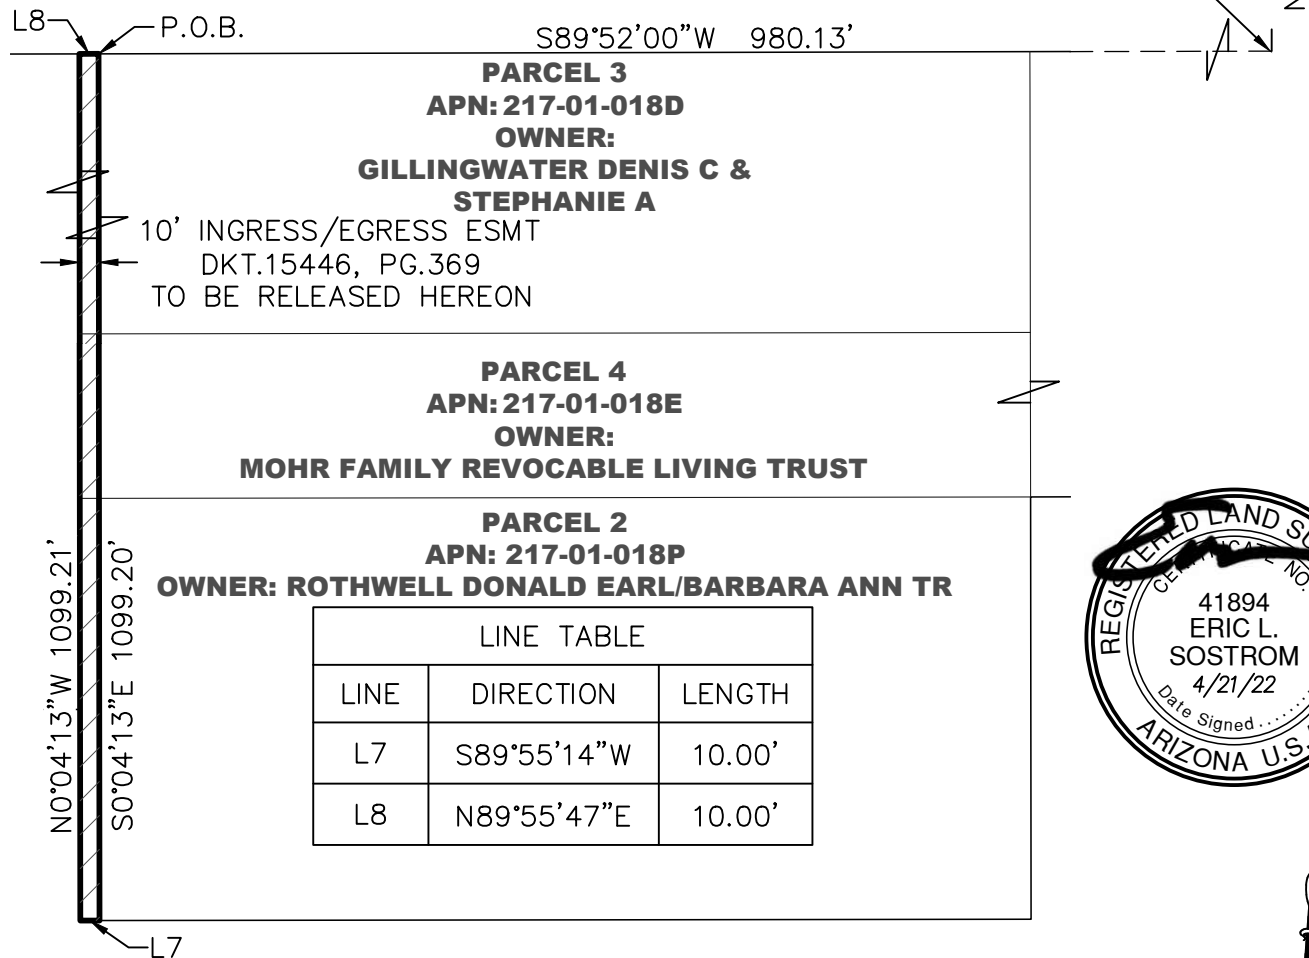 L8
P.O.B.
S89°52'00"W 980.13'
PARCEL 3
APN: 217-01-018D
OWNER:
GILLINGWATER DENIS C &
STEPHANIE A
10' INGRESS/EGRESS ESMT
DKT.15446, PG.369
TO BE RELEASED HEREON
PARCEL 4
APN: 217-01-018E
OWNER:
MOHR FAMILY REVOCABLE LIVING TRUST
PARCEL 2
APN: 217-01-018P
OWNER: ROTHWELL DONALD EARL/BARBARA ANN TR
N0°04'13"W 1099.21'
S0°04'13"E 1099.20'
LINE TABLE
LINE DIRECTION LENGTH
L7 S89°55'14"W 10.00'
L8 N89°55'47"E 10.00'
L7
REGISTERED LAND
NO.
41894
ERIC L.
SOSTROM
4/21/22
Date Signed
ARIZONA U.S.